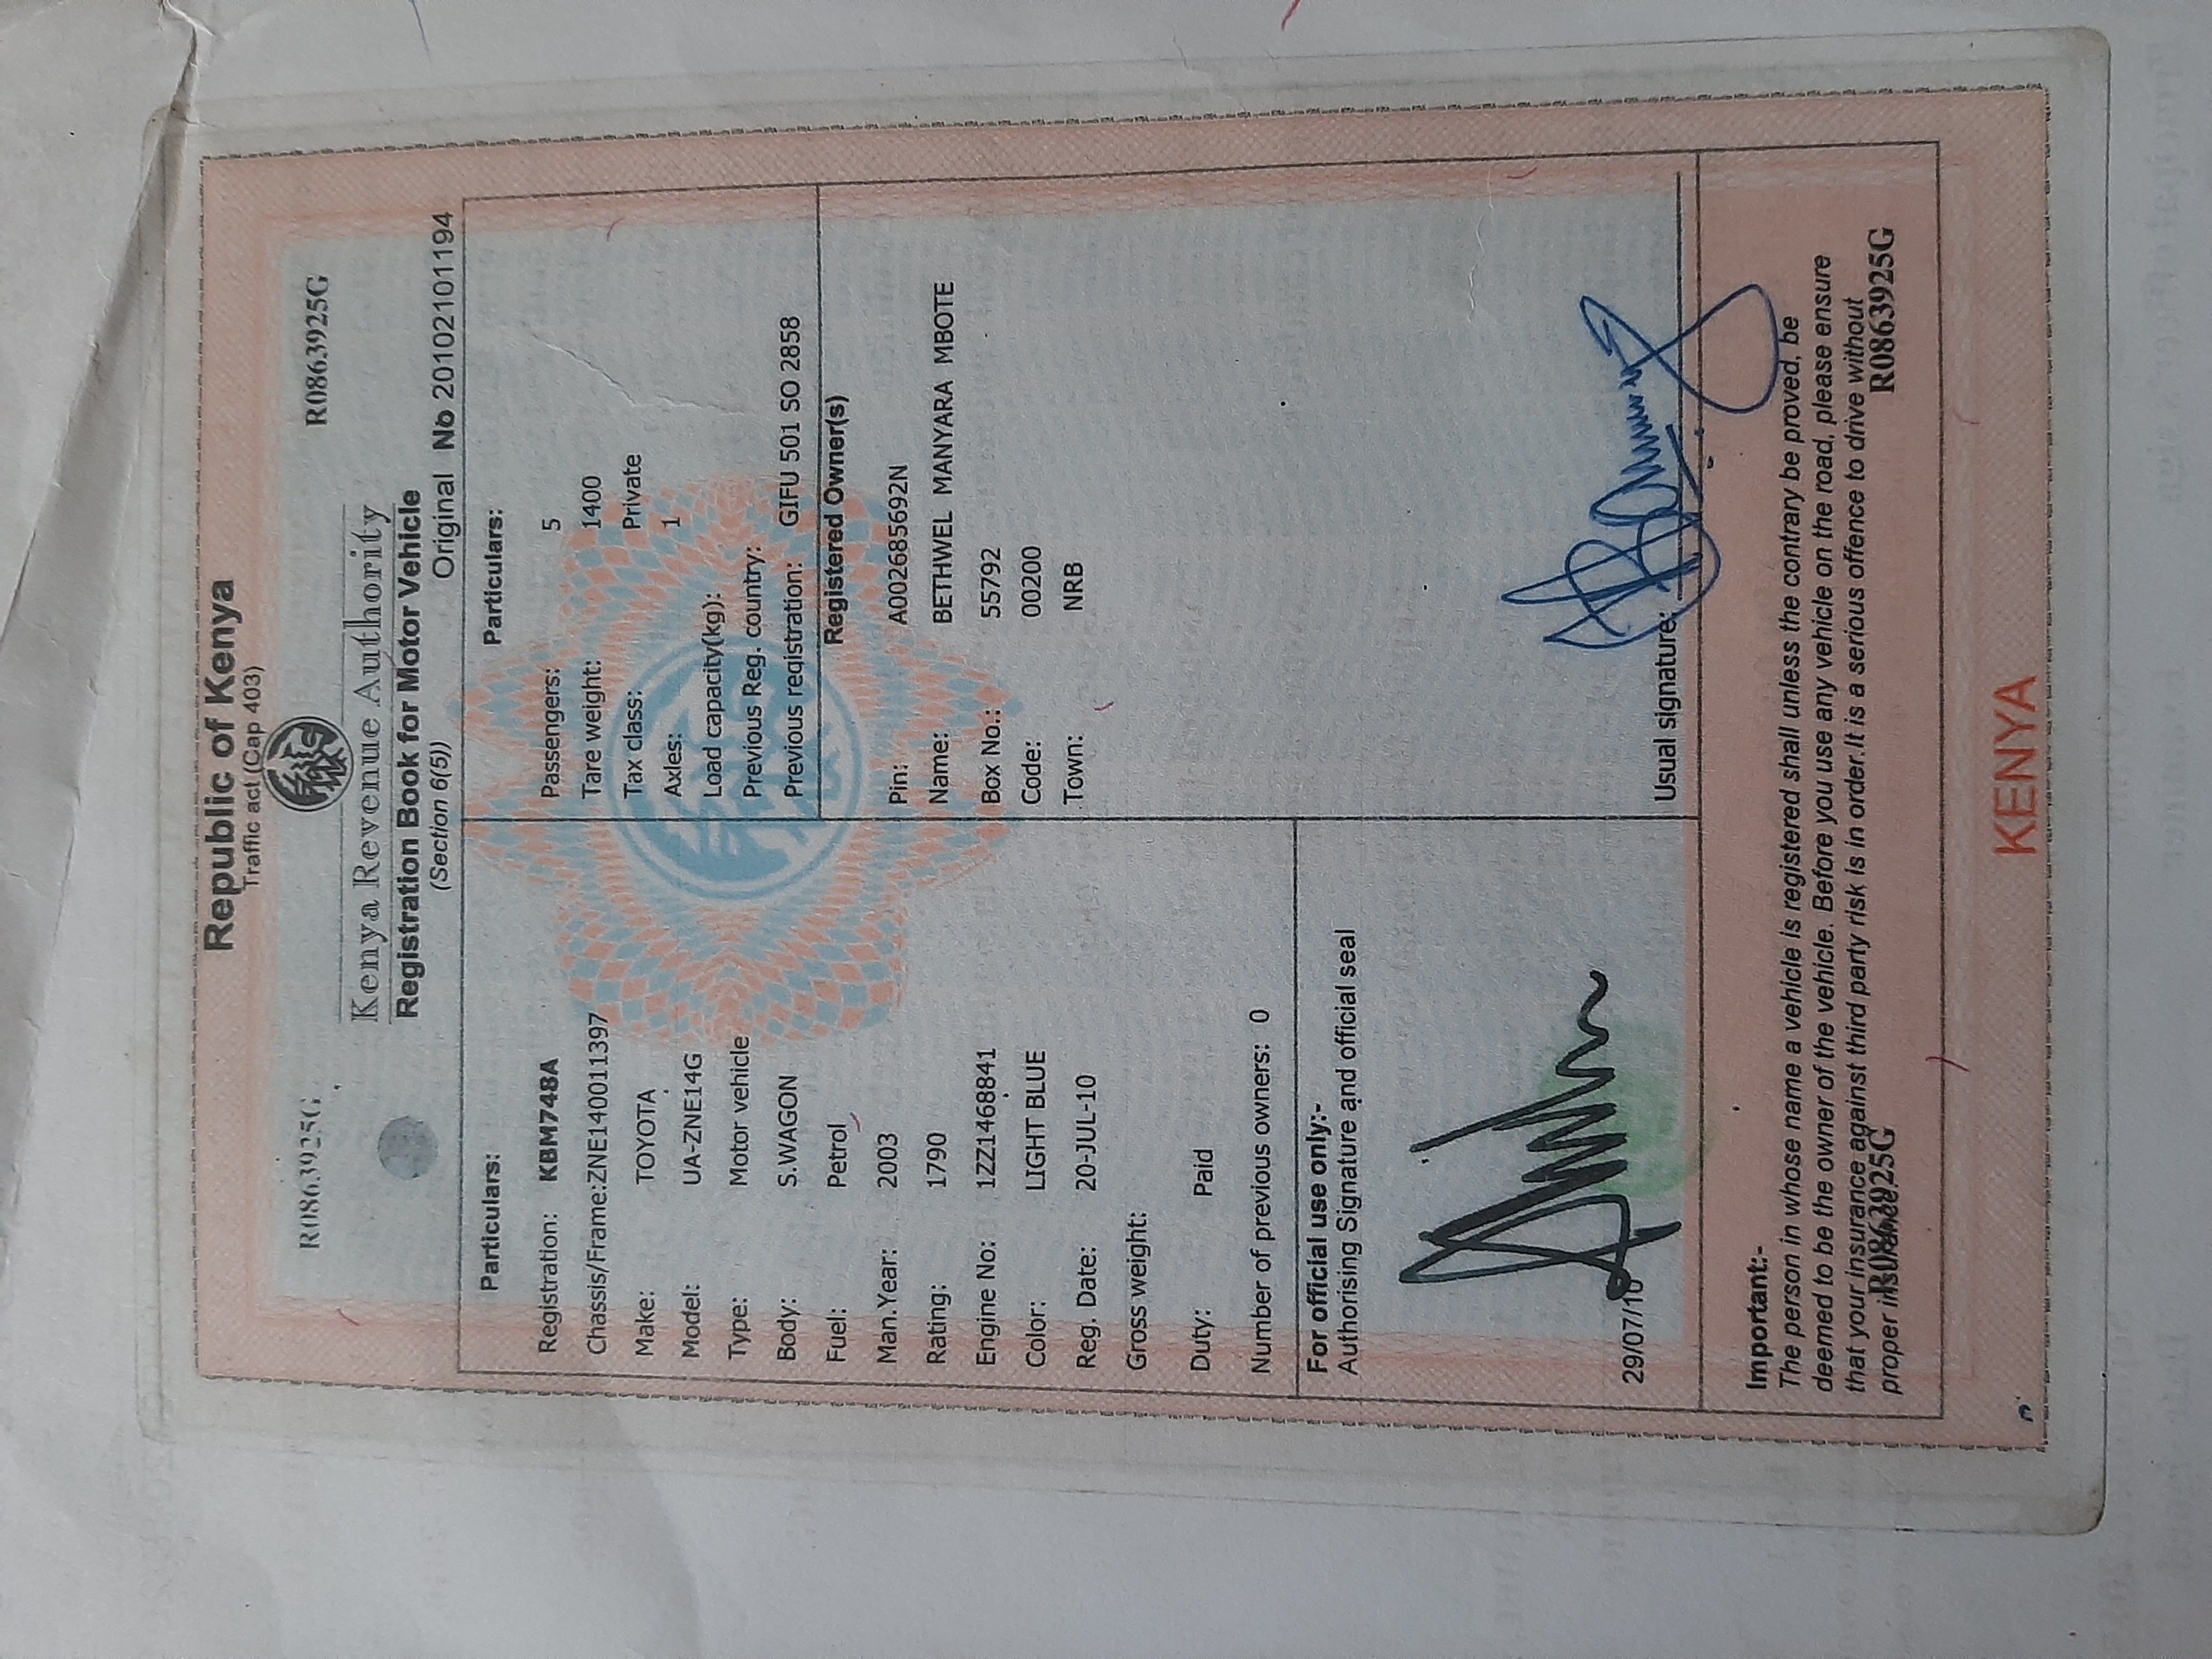 Republic of Kenya
Traffic act (Cap 403)
R0863925G
R0863925G
Kenya Revenue Authority
Registration Book for Motor Vehicle
(Section 6(5))
Original No 20102101194
Particulars:
Registration: KBM748A
Chassis/Frame:ZNE140011397
Make: TOYOTA
Model: UA-ZNE14G
Type: Motor vehicle
Body: S.WAGON
Fuel: Petrol
Man.Year: 2003
Rating: 1790
Engine No: 1ZZ1468841
Color: LIGHT BLUE
Reg. Date: 20-JUL-10
Gross weight:
Duty: Paid
Number of previous owners: 0
For official use only:-
Authorising Signature and official seal
29/07/10
Particulars:
Passengers: 5
Tare weight: 1400
Tax class: Private
Axles: 1
Load capacity(kg):
Previous Reg. country:
Previous registration: GIFU 501 SO 2858
Registered Owner(s)
Pin: A002685692N
Name: BETHWEL MANYARA MBOTE
Box No.: 55792
Code: 00200
Town: NRB
Usual signature:
Important:-
The person in whose name a vehicle is registered shall unless the contrary be proved, be
deemed to be the owner of the vehicle. Before you use any vehicle on the road, please ensure
that your insurance against third party risk is in order.It is a serious offence to drive without
proper insurance.
R0863925G
R0863925G
KENYA